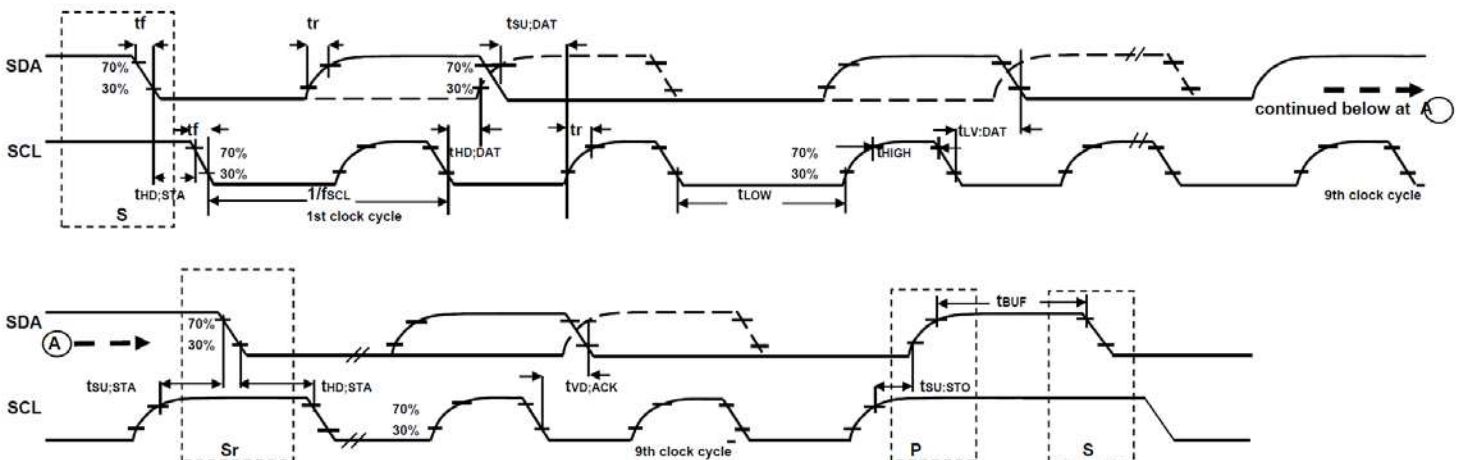 tf tr tSU;DAT
SDA 70% 70%
30% 30%
continued below at A
tf tr tLV:DAT
SCL 70% tHD;DAT 70% tHIGH
30% 30%
tHD;STA 1/fSCL tLOW
S 1st clock cycle 9th clock cycle
tBUF
SDA 70%
A 30%
tSU;STA tHD;STA tVD;ACK tSU:STO
SCL 70%
30%
Sr 9th clock cycle P S